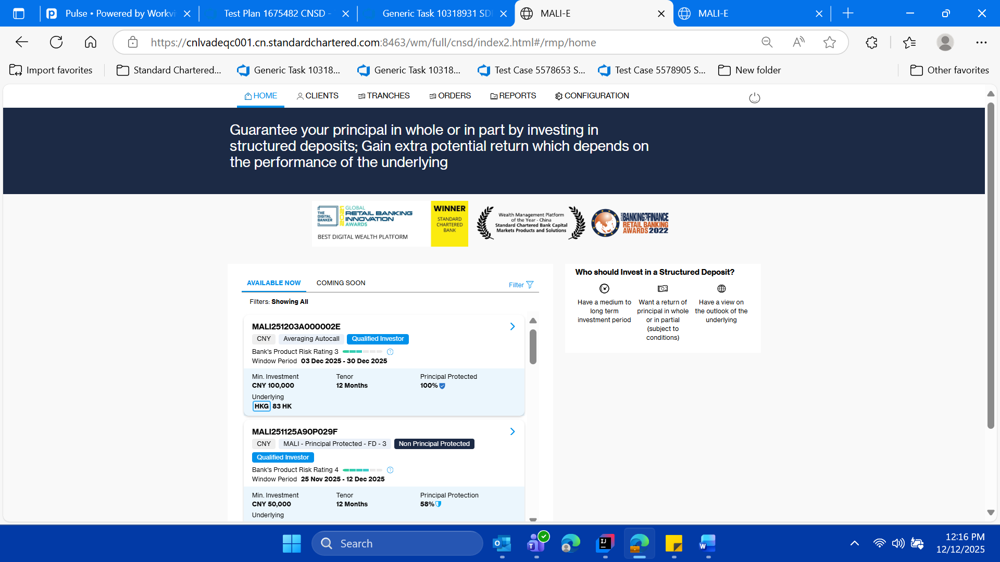 Pulse • Powered by Workvi
Test Plan 1675482 CNSD -
Generic Task 10318931 SDI
MALI-E
MALI-E
https://cnlvadeqc001.cn.standardchartered.com:8463/wm/full/cnsd/index2.html#/rmp/home
Import favorites
Standard Chartered...
Generic Task 10318...
Generic Task 10318...
Test Case 5578653 S...
Test Case 5578905 S...
New folder
Other favorites
HOME
CLIENTS
TRANCHES
ORDERS
REPORTS
CONFIGURATION
Guarantee your principal in whole or in part by investing in
structured deposits; Gain extra potential return which depends on
the performance of the underlying
THE DIGITAL BANKER
2021
GLOBAL
RETAIL BANKING
INNOVATION
AWARDS
BEST DIGITAL WEALTH PLATFORM
WINNER
STANDARD
CHARTERED
BANK
Wealth Management Platform
of the Year - China
Standard Chartered Bank Capital
Markets Products and Solutions
ASIAN
BANKING&FINANCE
RETAIL BANKING
AWARDS 2022
AVAILABLE NOW
COMING SOON
Filter
Filters: Showing All
MALI251203A000002E
CNY
Averaging Autocall
Qualified Investor
Bank's Product Risk Rating 3
Window Period 03 Dec 2025 - 30 Dec 2025
Min. Investment
Tenor
Principal Protected
CNY 100,000
12 Months
100%
Underlying
HKG 83 HK
MALI251125A90P029F
CNY
MALI - Principal Protected - FD - 3
Non Principal Protected
Qualified Investor
Bank's Product Risk Rating 4
Window Period 25 Nov 2025 - 12 Dec 2025
Min. Investment
Tenor
Principal Protection
CNY 50,000
12 Months
58%
Underlying
Who should Invest in a Structured Deposit?
Have a medium to
long term
investment period
Want a return of
principal in whole
or in partial
(subject to
conditions)
Have a view on
the outlook of the
underlying
Search
12:16 PM
12/12/2025